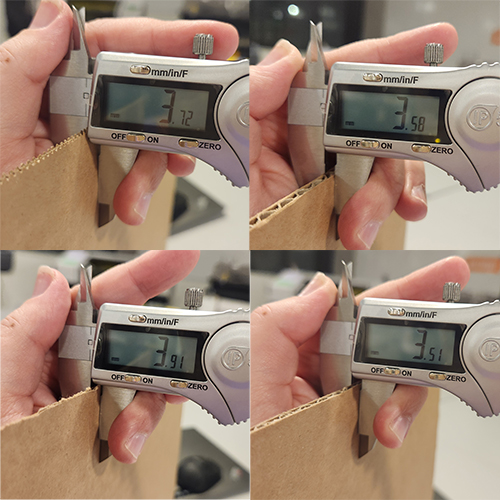 mm/in/F
3.72
OFF ON ZERO
mm/in/F
3.58
OFF ON ZERO
mm/in/F
3.91
OFF ON ZERO
mm/in/F
3.51
OFF ON ZERO